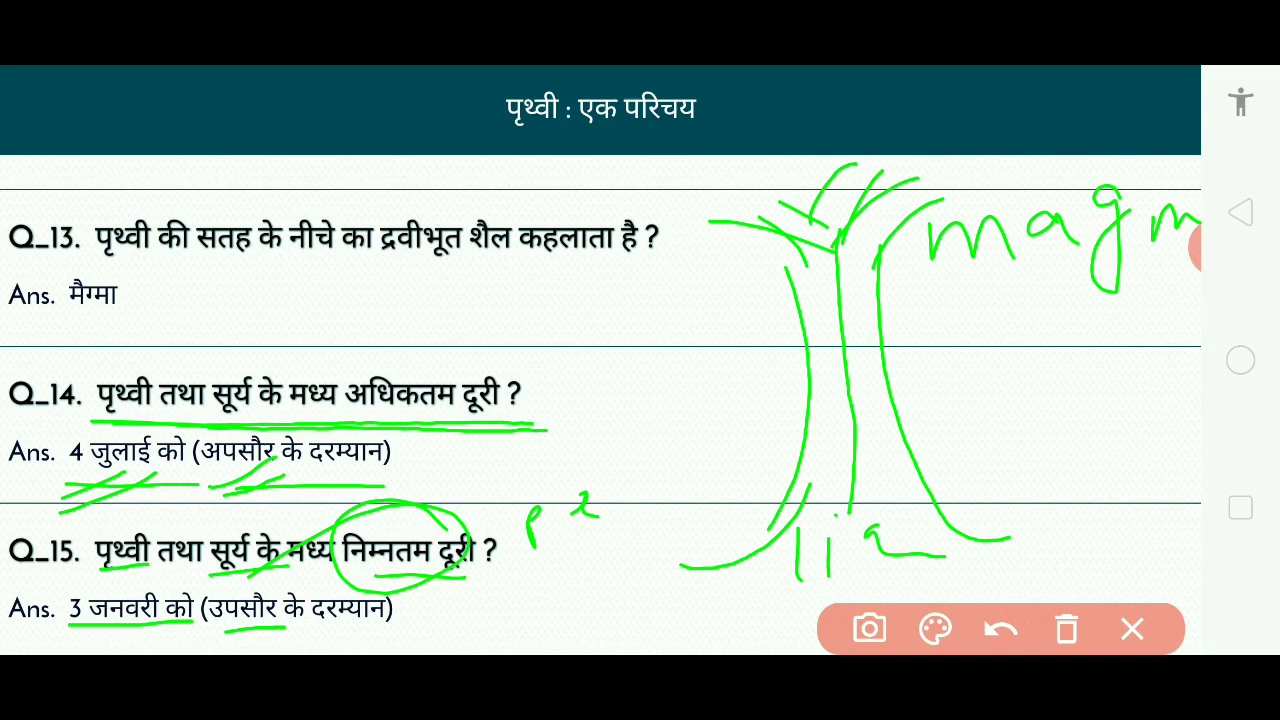 पृथ्वी : एक परिचय
Q_13. पृथ्वी की सतह के नीचे का द्रवीभूत शैल कहलाता है ?
magm
Ans. मैग्मा
Q_14. पृथ्वी तथा सूर्य के मध्य अधिकतम दूरी ?
Ans. 4 जुलाई को (अपसौर के दरम्यान)
Q_15. पृथ्वी तथा सूर्य के मध्य निम्नतम दूरी ?
Ans. 3 जनवरी को (उपसौर के दरम्यान)